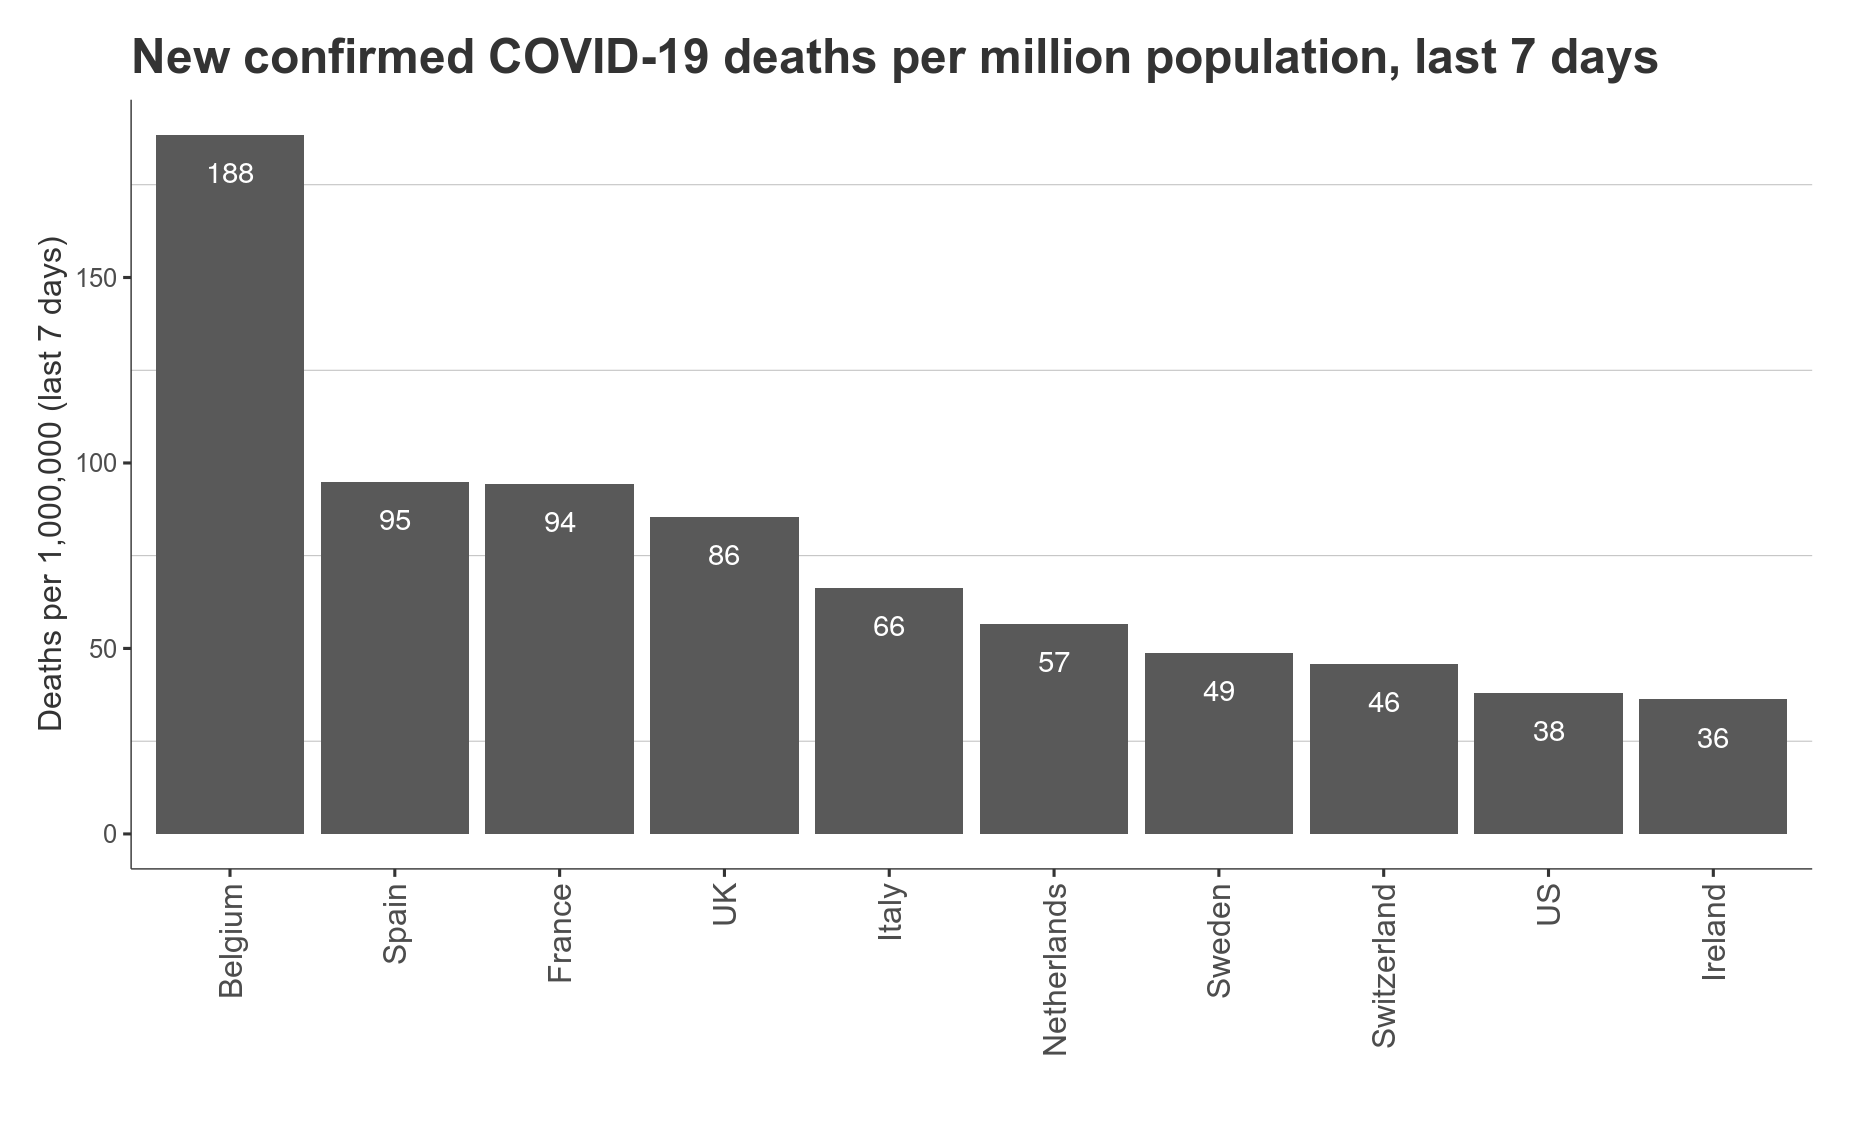 New confirmed COVID-19 deaths per million population, last 7 days
Deaths per 1,000,000 (last 7 days)
150
100
50
0
188
95
94
86
66
57
49
46
38
36
Belgium
Spain
France
UK
Italy
Netherlands
Sweden
Switzerland
US
Ireland